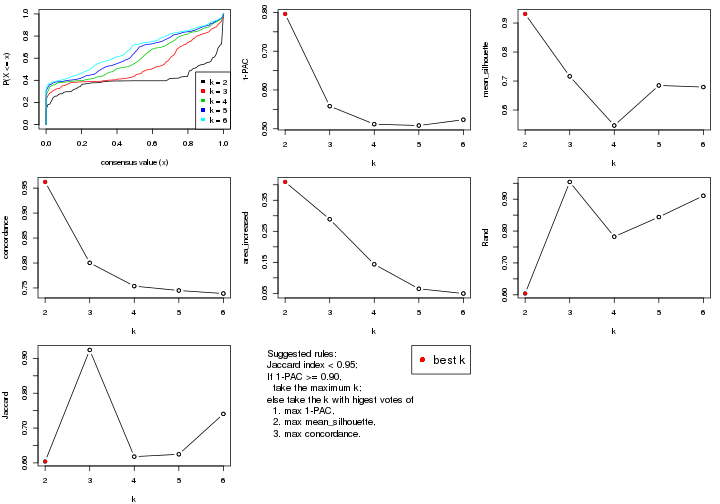 P(X <= x)
0.0 0.2 0.4 0.6 0.8 1.0
k = 2
k = 3
k = 4
k = 5
k = 6
0.0 0.2 0.4 0.6 0.8 1.0
consensus value (x)
1-PAC
0.50 0.60 0.70 0.80
2 3 4 5 6
k
mean_silhouette
0.6 0.7 0.8 0.9
2 3 4 5 6
k
concordance
0.75 0.80 0.85 0.90 0.95
2 3 4 5 6
k
area_increased
0.05 0.15 0.25 0.35
2 3 4 5 6
k
Rand
0.60 0.70 0.80 0.90
2 3 4 5 6
k
Jaccard
0.60 0.70 0.80 0.90
2 3 4 5 6
k
Suggested rules:
Jaccard index < 0.95;
If 1-PAC >= 0.90,
take the maximum k;
else take the k with higest votes of
1. max 1-PAC,
2. max mean_silhouette,
3. max concordance.
best k